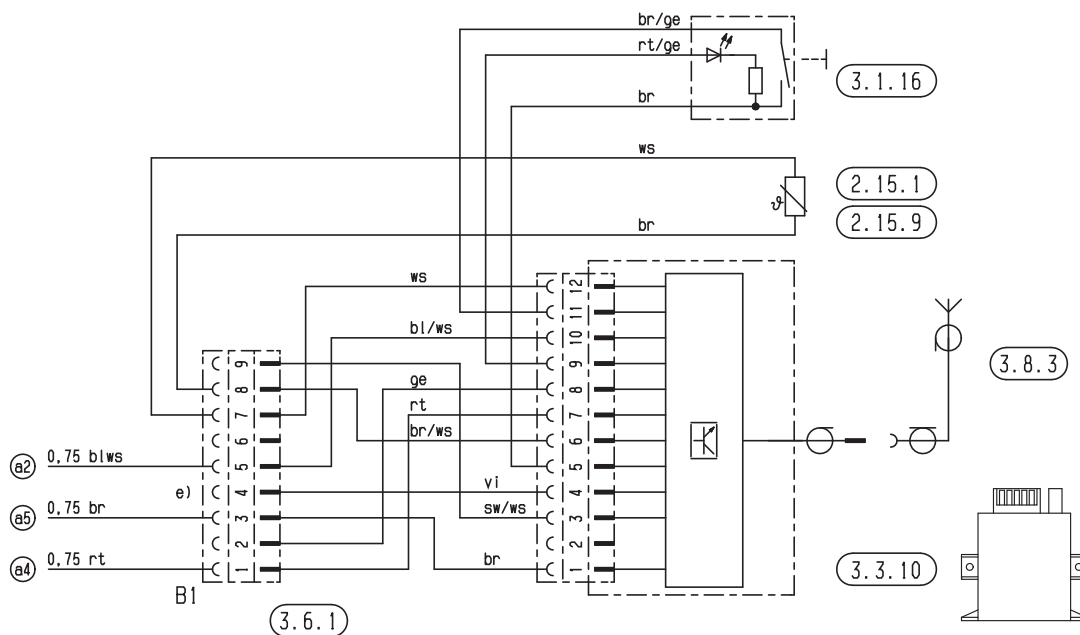 br/ge
rt/ge
3.1.16
br
ws
2.15.1
ϑ
2.15.9
br
ws
12
11
bl/ws
10
3.8.3
9
9
ge
8
8
rt
7
7
br/ws
6
6
a2 0,75 blws
5
5
e)
4
vi
4
a5 0,75 br
3
sw/ws
3
2
2
a4 0,75 rt
1
br
1
3.3.10
B1
3.6.1